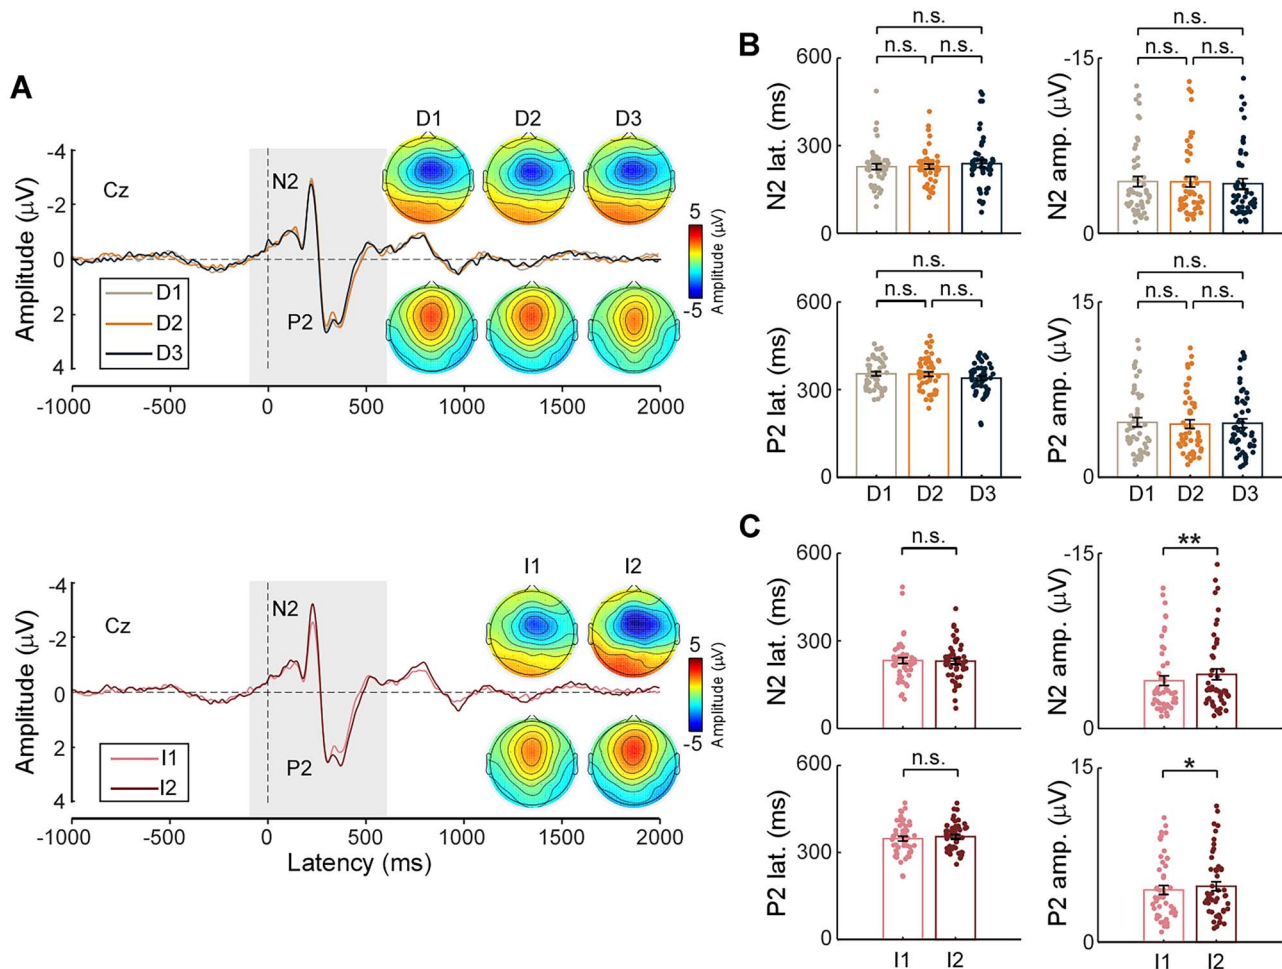 A
Cz
N2
P2
D1 D2 D3
5
-5
Amplitude (µV)
-4
-2
0
2
4
Amplitude (µV)
D1
D2
D3
-1000 -500 0 500 1000 1500 2000
Cz
N2
P2
I1 I2
5
-5
Amplitude (µV)
-4
-2
0
2
4
Amplitude (µV)
I1
I2
-1000 -500 0 500 1000 1500 2000
Latency (ms)
B
n.s.
n.s. n.s.
600
300
0
N2 lat. (ms)
n.s.
n.s. n.s.
-15
0
N2 amp. (µV)
n.s.
n.s. n.s.
600
300
0
P2 lat. (ms)
D1 D2 D3
n.s.
n.s. n.s.
15
0
P2 amp. (µV)
D1 D2 D3
C
n.s.
600
300
0
N2 lat. (ms)
**
-15
0
N2 amp. (µV)
n.s.
600
300
0
P2 lat. (ms)
I1 I2
*
15
0
P2 amp. (µV)
I1 I2